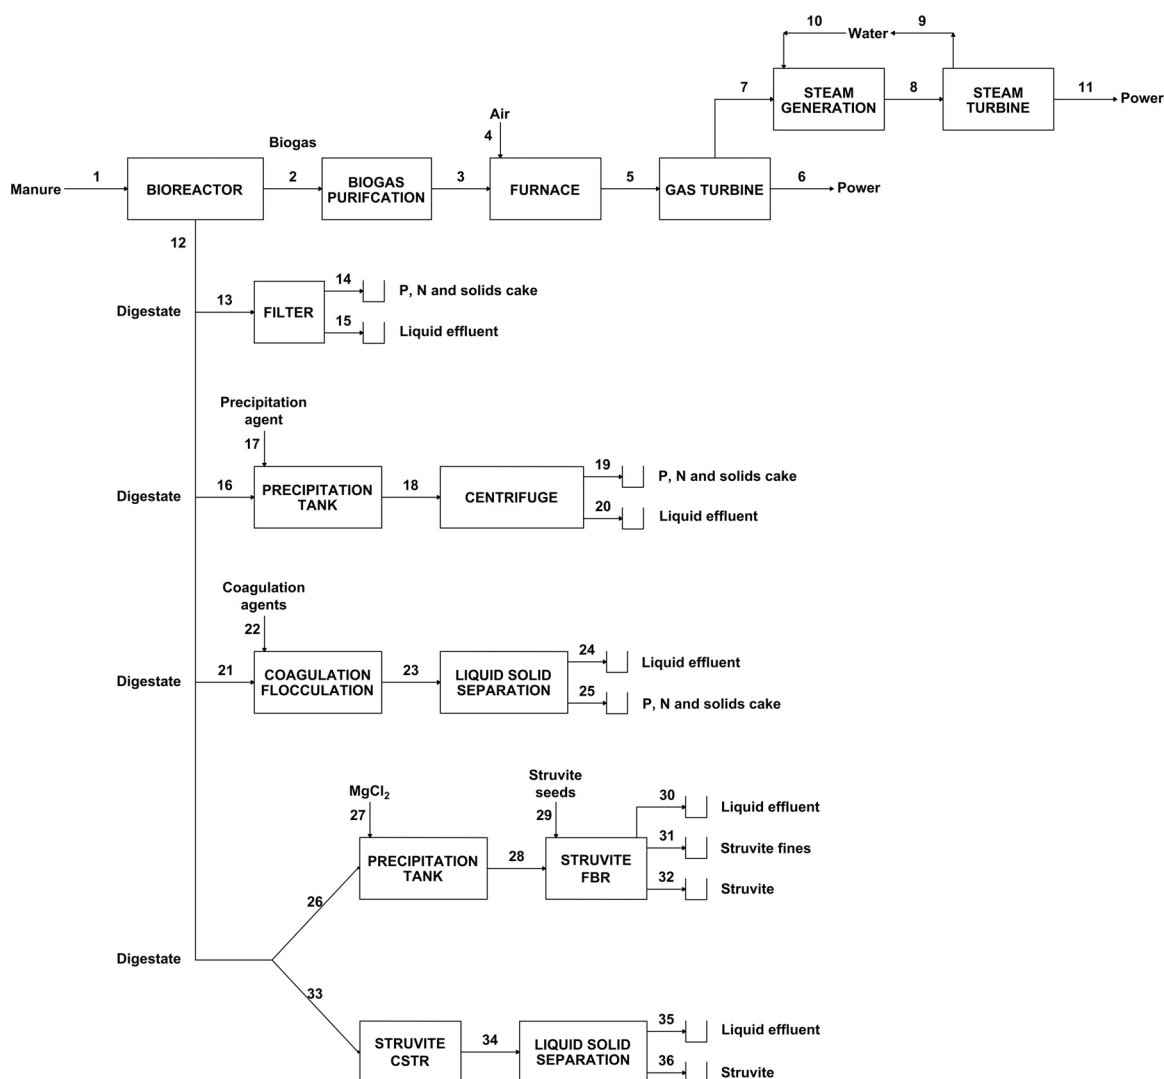 10
Water
9
7
STEAM
GENERATION
8
STEAM
TURBINE
11
Power
Air
4
Biogas
Manure
1
BIOREACTOR
2
BIOGAS
PURIFCATION
3
FURNACE
5
GAS TURBINE
6
Power
12
Digestate
13
FILTER
14
P, N and solids cake
15
Liquid effluent
Precipitation
agent
17
Digestate
16
PRECIPITATION
TANK
18
CENTRIFUGE
19
P, N and solids cake
20
Liquid effluent
Coagulation
agents
22
Digestate
21
COAGULATION
FLOCCULATION
23
LIQUID SOLID
SEPARATION
24
Liquid effluent
25
P, N and solids cake
MgCl₂
27
Struvite
seeds
29
26
PRECIPITATION
TANK
28
STRUVITE
FBR
30
Liquid effluent
31
Struvite fines
32
Struvite
Digestate
33
STRUVITE
CSTR
34
LIQUID SOLID
SEPARATION
35
Liquid effluent
36
Struvite